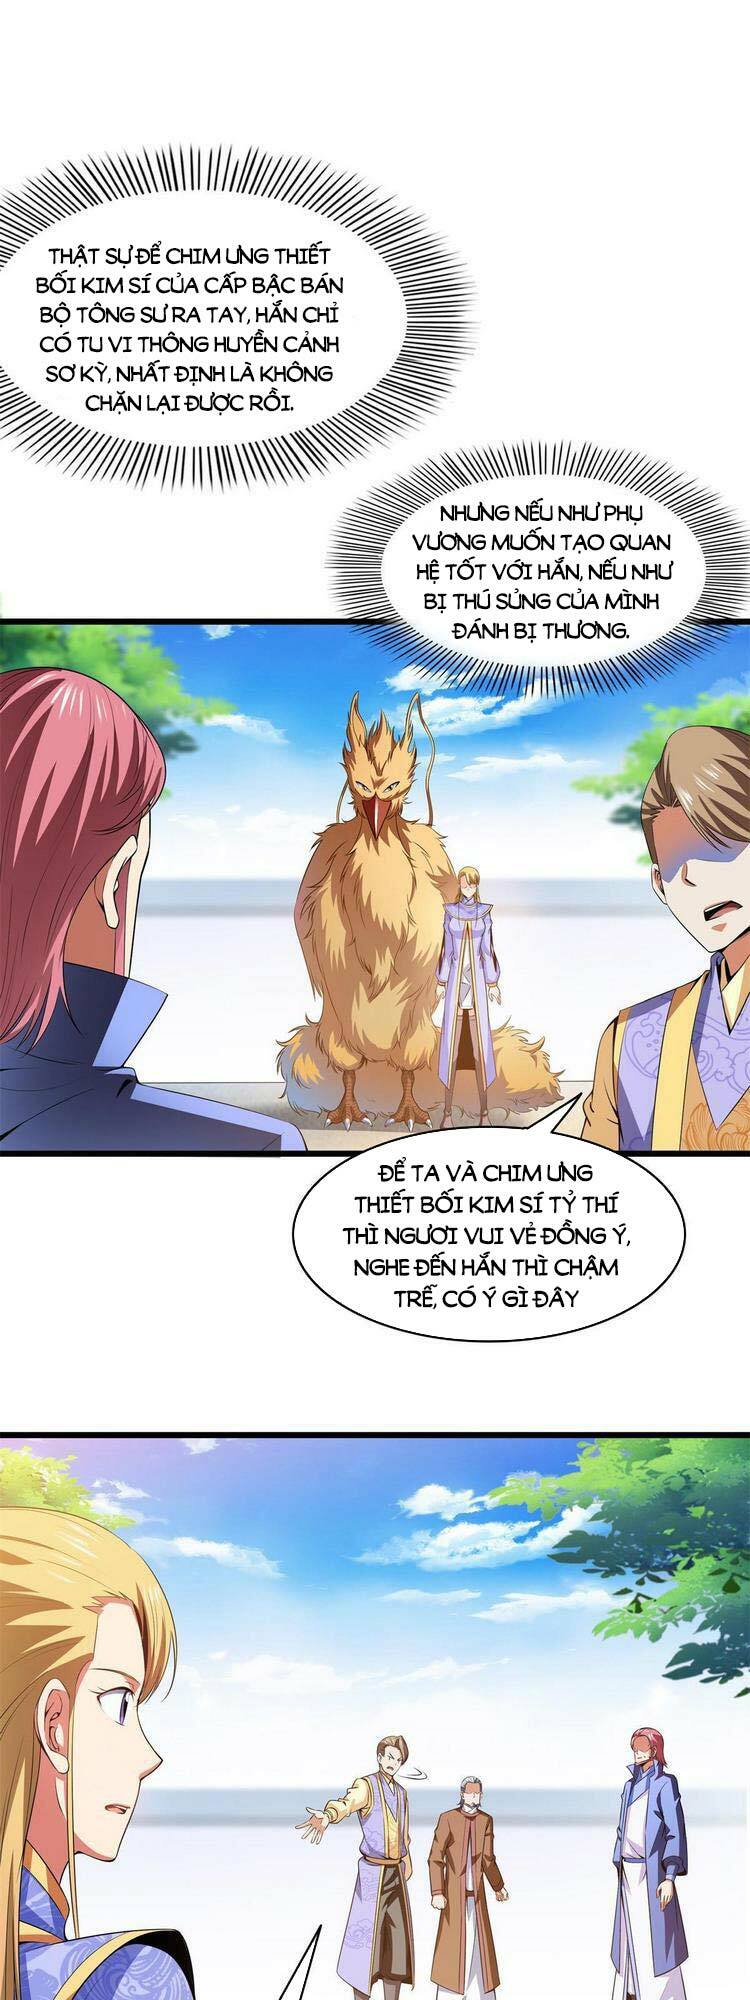 THẬT SỰ ĐỂ CHIM ƯNG THIẾT
BỐI KIM SÍ CỦA CẤP BẬC BÁN
BỘ TÔNG SƯ RA TAY, HẮN CHỈ
CÓ TU VI THÔNG HUYỀN CẢNH
SƠ KỲ, NHẤT ĐỊNH LÀ KHÔNG
CHẶN LẠI ĐƯỢC RỒI.
NHƯNG NẾU NHƯ PHỤ
VƯƠNG MUỐN TẠO QUAN
HỆ TỐT VỚI HẮN, NẾU NHƯ
BỊ THÚ SỦNG CỦA MÌNH
ĐÁNH BỊ THƯƠNG.
ĐỂ TA VÀ CHIM ƯNG
THIẾT BỐI KIM SÍ TỶ THÍ
THÌ NGƯƠI VUI VẺ ĐỒNG Ý,
NGHE ĐẾN HẮN THÌ CHẬM
TRỄ, CÓ Ý GÌ ĐÂY